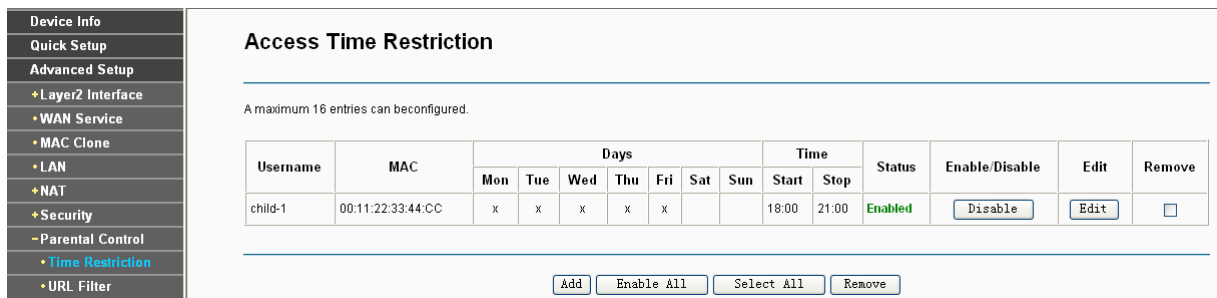 Device Info
Quick Setup
Advanced Setup
+Layer2 Interface
•WAN Service
•MAC Clone
•LAN
+NAT
+Security
-Parental Control
•Time Restriction
•URL Filter
Access Time Restriction
A maximum 16 entries can beconfigured.
Username MAC Days Time Status Enable/Disable Edit Remove
Mon Tue Wed Thu Fri Sat Sun Start Stop
child-1 00:11:22:33:44:CC x x x x x 18:00 21:00 Enabled Disable Edit
Add Enable All Select All Remove